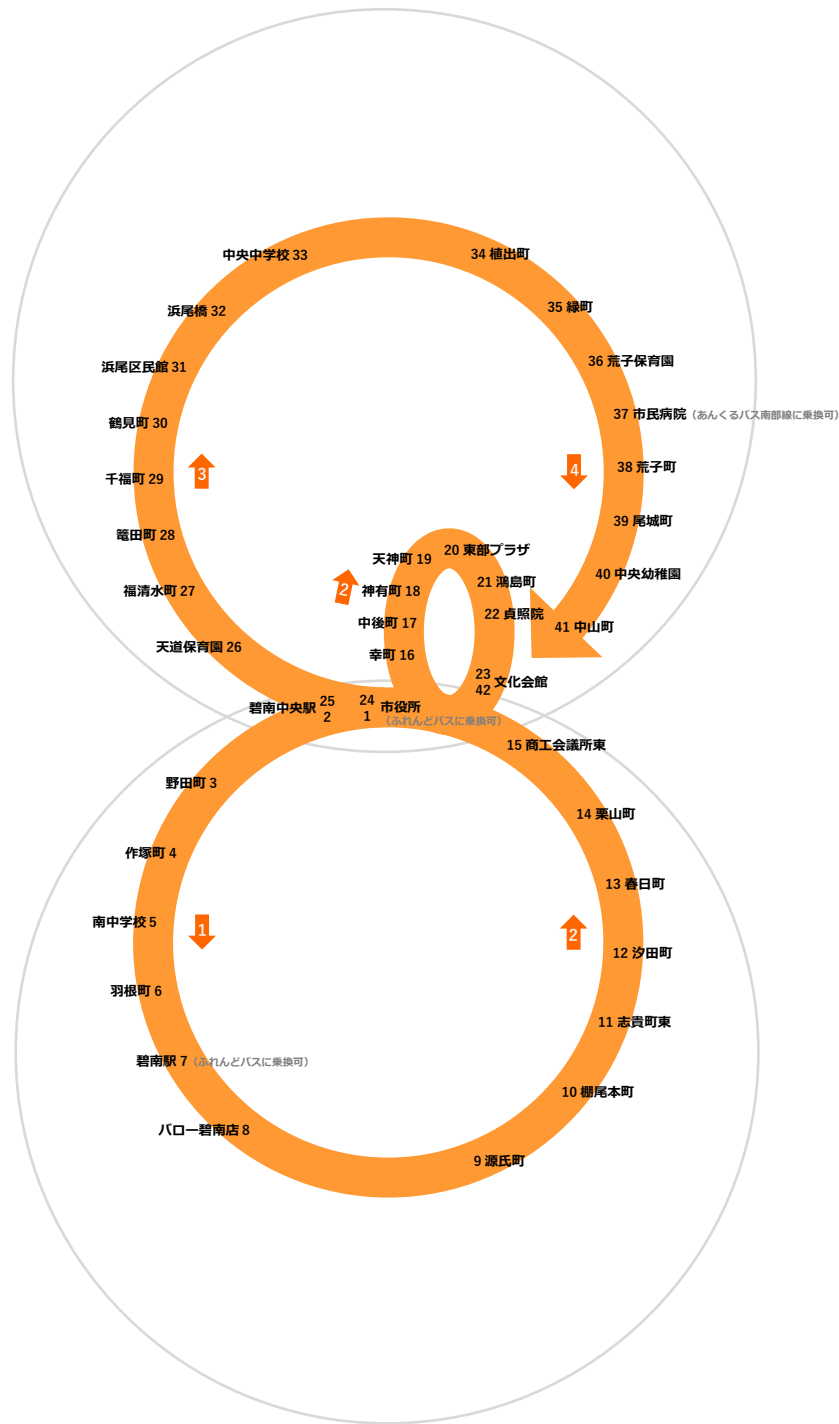 中央中学校 33
34 植出町
浜尾橋 32
35 緑町
浜尾区民館 31
36 荒子保育園
鶴見町 30
37 市民病院（あんくるバス南部線に乗換可）
千福町 29
3
4
38 荒子町
篭田町 28
39 尾城町
天神町 19
20 東部プラザ
福清水町 27
2
神有町 18
21 鴻島町
40 中央幼稚園
中後町 17
22 貞照院
41 中山町
天道保育園 26
幸町 16
23
42
文化会館
碧南中央駅
25
2
24
1
市役所
（ふれんどバスに乗換可）
15 商工会議所東
野田町 3
14 栗山町
作塚町 4
13 春日町
南中学校 5
1
2
12 汐田町
羽根町 6
11 志貴町東
碧南駅 7（ふれんどバスに乗換可）
10 棚尾本町
バロー碧南店 8
9 源氏町